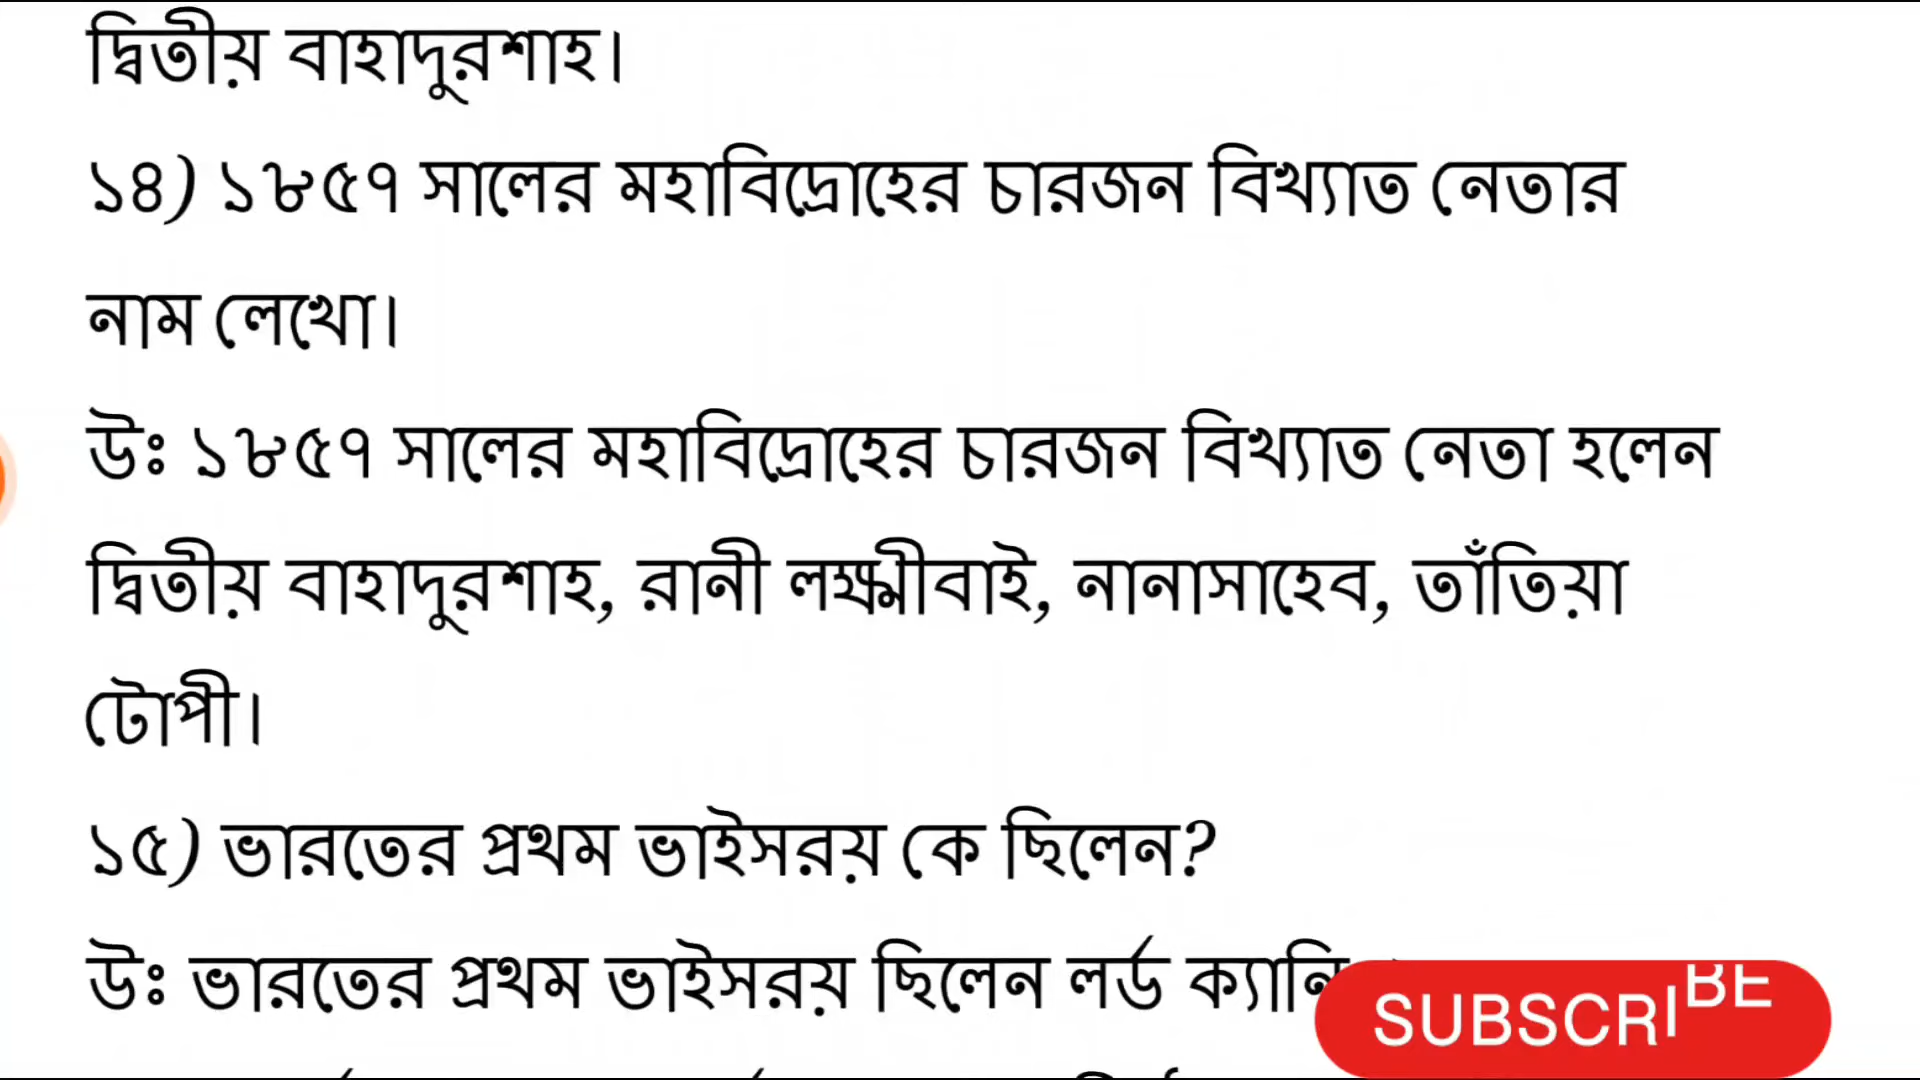 দ্বিতীয় বাহাদুরশাহ।
১৪) ১৮৫৭ সালের মহাবিদ্রোহের চারজন বিখ্যাত নেতার
নাম লেখো।
উঃ ১৮৫৭ সালের মহাবিদ্রোহের চারজন বিখ্যাত নেতা হলেন
দ্বিতীয় বাহাদুরশাহ, রানী লক্ষ্মীবাই, নানাসাহেব, তাঁতিয়া
টোপী।
১৫) ভারতের প্রথম ভাইসরয় কে ছিলেন?
উঃ ভারতের প্রথম ভাইসরয় ছিলেন লর্ড
SUBSCRIBE